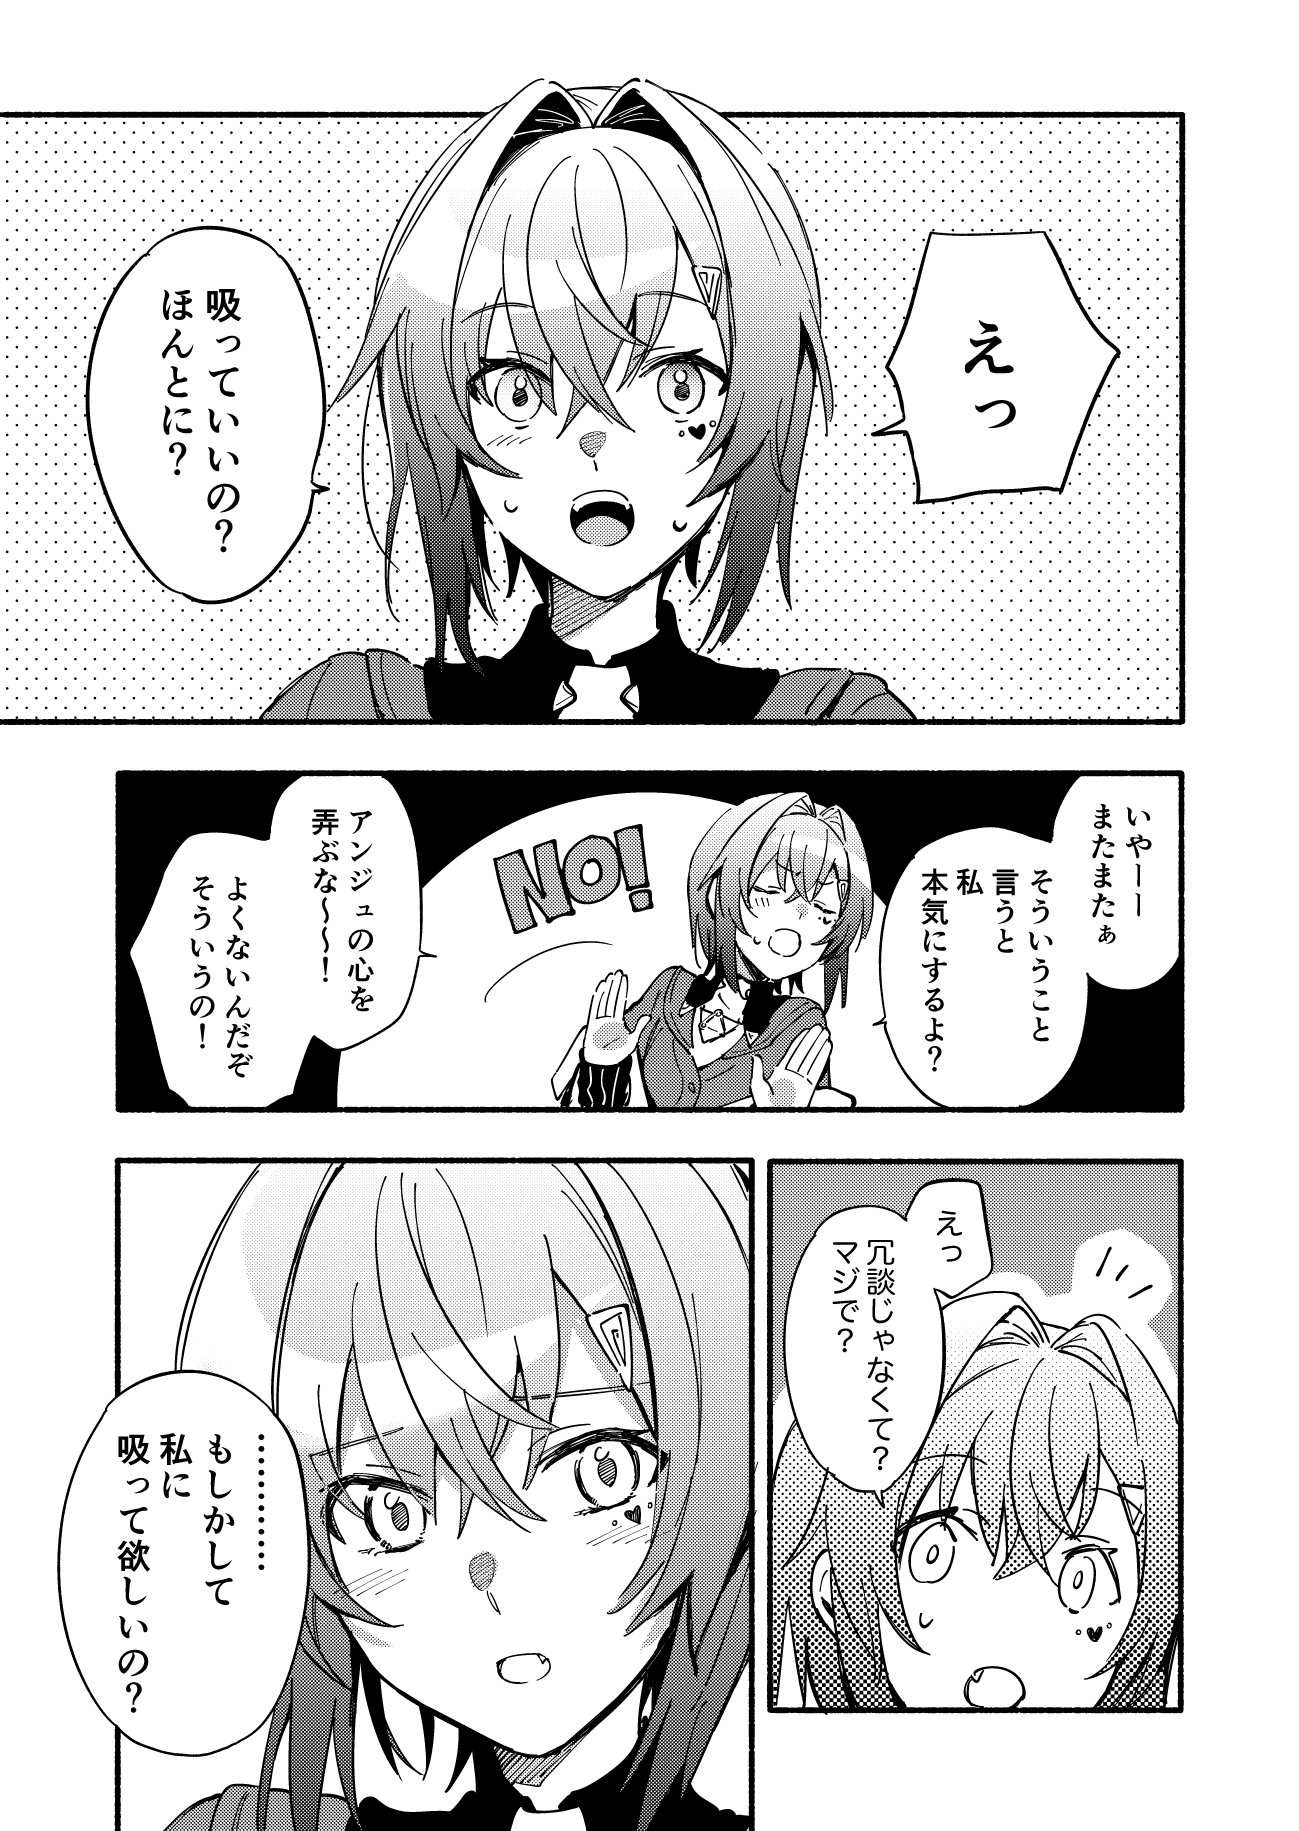 えっ
吸っていいの？
ほんとに？
いやーー
またまたぁ
そういうこと
言うと
私
本気にするよ？
NO!
アンジュの心を
弄ぶな～～！
よくないんだぞ
そういうの！
えっ
冗談じゃなくて？
マジで？
…………
もしかして
私に
吸って欲しいの？